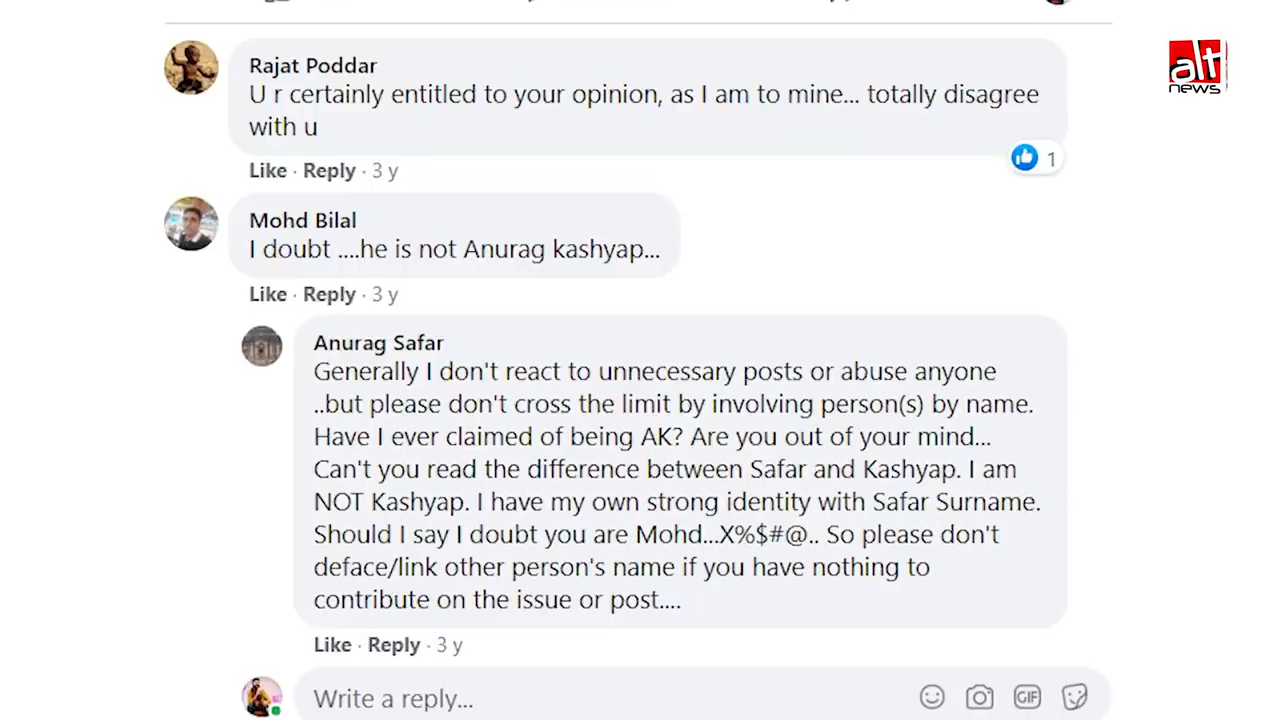 alt
news
Rajat Poddar
U r certainly entitled to your opinion, as I am to mine... totally disagree
with u
1
Like · Reply · 3 y
Mohd Bilal
I doubt ....he is not Anurag kashyap...
Like · Reply · 3 y
Anurag Safar
Generally I don't react to unnecessary posts or abuse anyone
..but please don't cross the limit by involving person(s) by name.
Have I ever claimed of being AK? Are you out of your mind...
Can't you read the difference between Safar and Kashyap. I am
NOT Kashyap. I have my own strong identity with Safar Surname.
Should I say I doubt you are Mohd...X%$#@.. So please don't
deface/link other person's name if you have nothing to
contribute on the issue or post....
Like · Reply · 3 y
Write a reply...
GIF